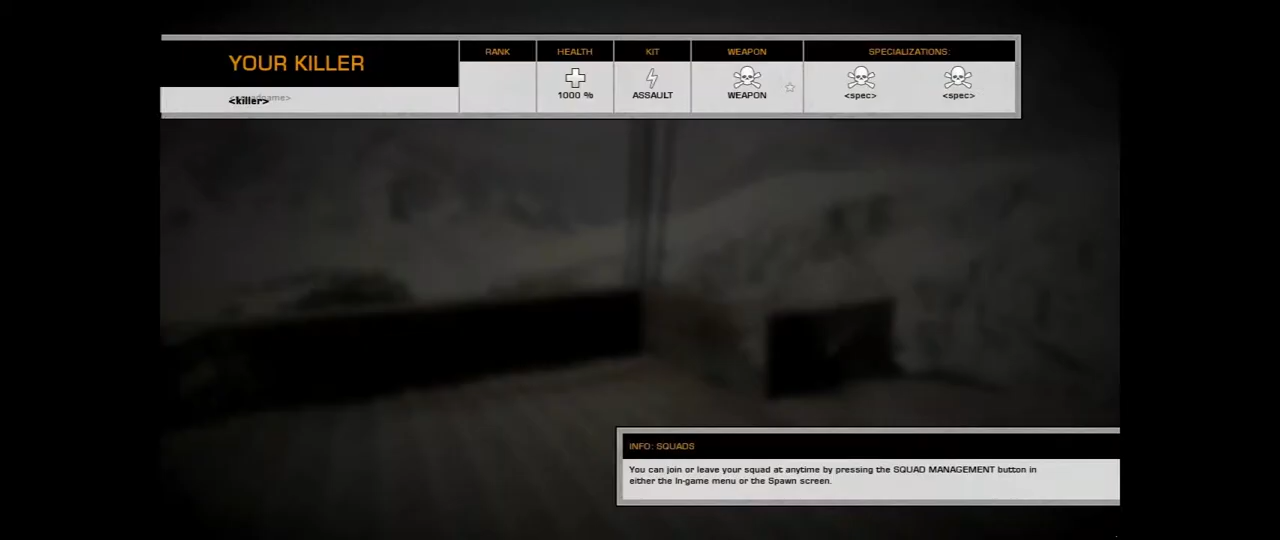 YOUR KILLER
<killer>
RANK
HEALTH
1000 %
KIT
ASSAULT
WEAPON
WEAPON
SPECIALIZATIONS:
<spec>
<spec>
INFO: SQUADS
You can join or leave your squad at anytime by pressing the SQUAD MANAGEMENT button in
either the In-game menu or the Spawn screen.